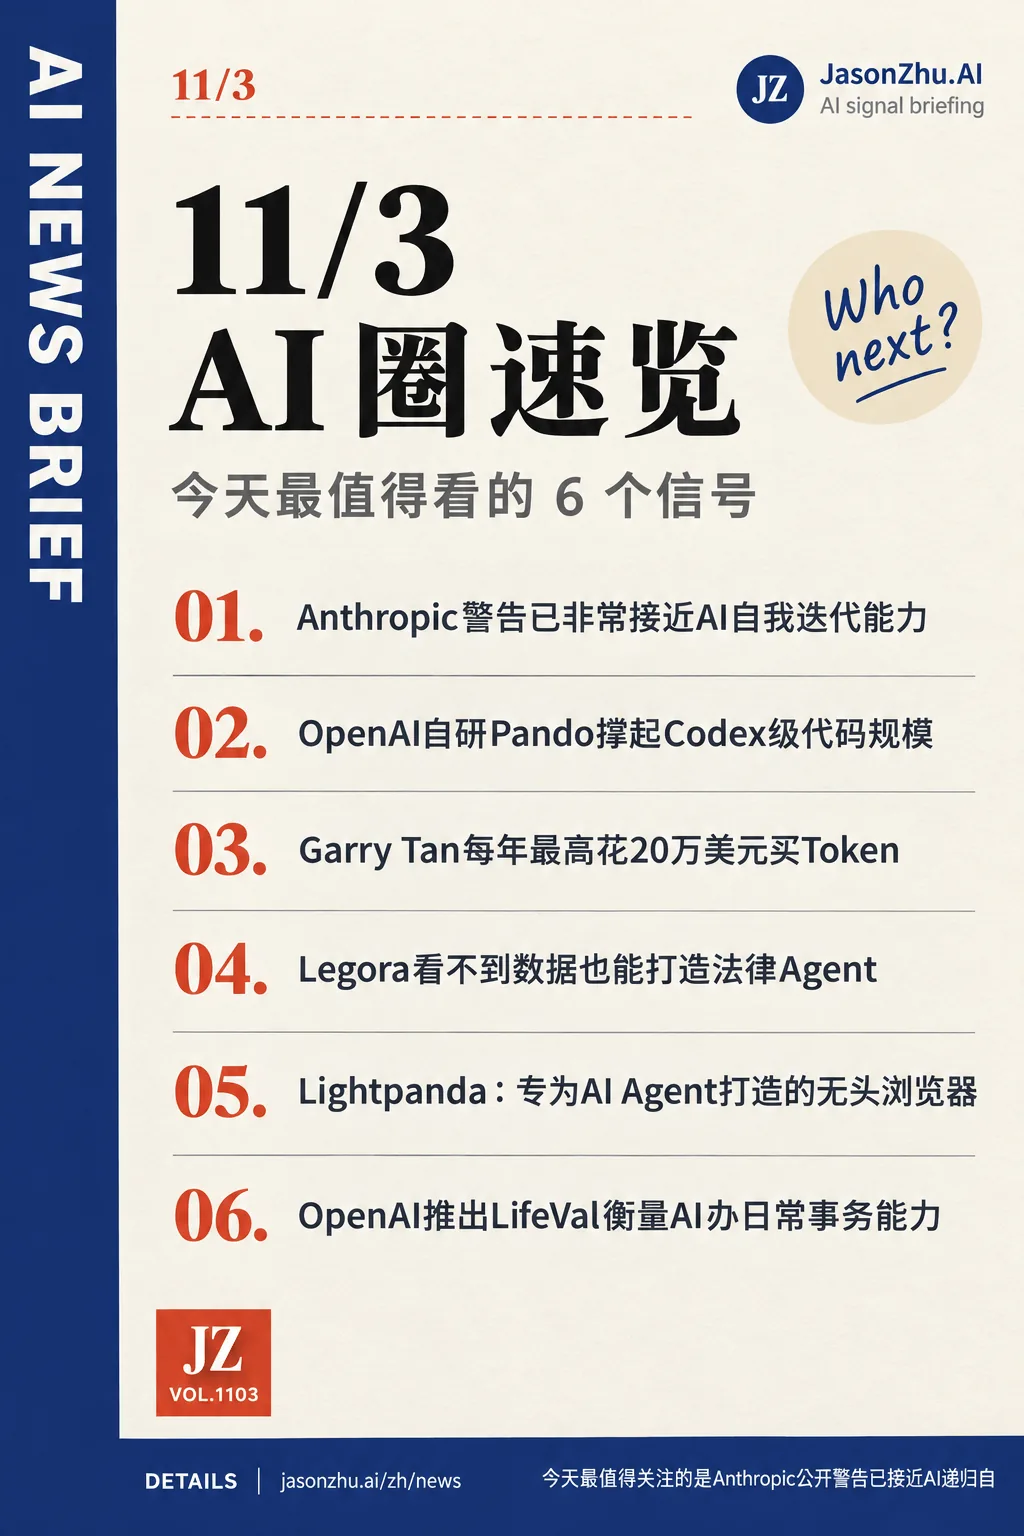 AI NEWS BRIEF
11/3
JZ
JasonZhu.AI
AI signal briefing
11/3
AI圈速览
Who
next?
今天最值得看的 6 个信号
01. Anthropic警告已非常接近AI自我迭代能力
02. OpenAI自研Pando撑起Codex级代码规模
03. Garry Tan每年最高花20万美元买Token
04. Legora看不到数据也能打造法律Agent
05. Lightpanda：专为AI Agent打造的无头浏览器
06. OpenAI推出LifeVal衡量AI办日常事务能力
JZ
VOL.1103
DETAILS | jasonzhu.ai/zh/news
今天最值得关注的是Anthropic公开警告已接近AI递归自